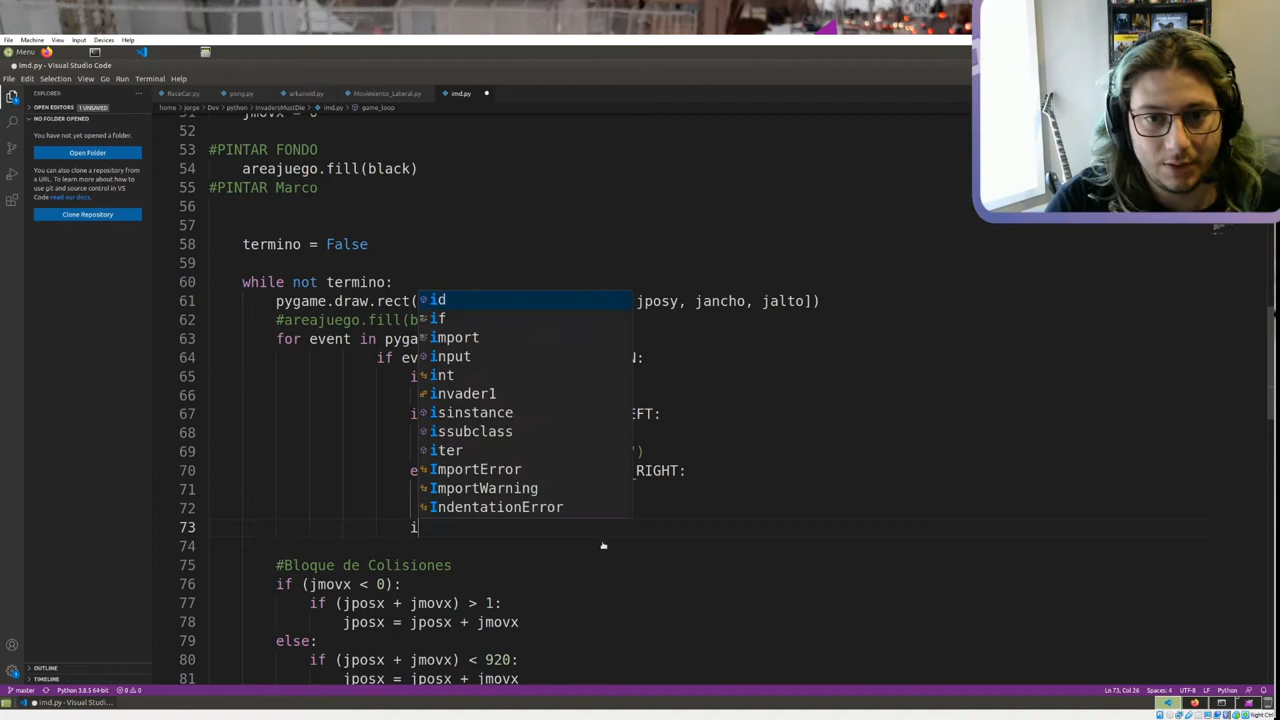 File Machine View Input Devices Help
Menu
imd.py - Visual Studio Code
File Edit Selection View Go Run Terminal Help
EXPLORER
RaceCar.py pong.py arkanoid.py Movimiento_Lateral.py imd.py
OPEN EDITORS 1 UNSAVED
home > jorge > Dev > python > InvadersMustDie > imd.py > game_loop
NO FOLDER OPENED
You have not yet opened a folder.
Open Folder
You can also clone a repository
from a URL. To learn more about how to
use git and source control in VS
Code read our docs.
Clone Repository
51 jmovx = 0
52
53 #PINTAR FONDO
54 areajuego.fill(black)
55 #PINTAR Marco
56
57
58 termino = False
59
60 while not termino:
61 pygame.draw.rect( jposy, jancho, jalto])
62 #areajuego.fill(b
63 for event in pyga
64 if ev N:
65 i
66
67 i EFT:
68
69 ')
70 e _RIGHT:
71
72
73 i
74
75 #Bloque de Colisiones
76 if (jmovx < 0):
77 if (jposx + jmovx) > 1:
78 jposx = jposx + jmovx
79 else:
80 if (jposx + jmovx) < 920:
81 jposx = jposx + jmovx
id
if
import
input
int
invader1
isinstance
issubclass
iter
ImportError
ImportWarning
IndentationError
OUTLINE
TIMELINE
master Python 3.8.5 64-bit 0 0 Ln 73, Col 26 Spaces: 4 UTF-8 LF Python
imd.py - Visual Studi...
Right Ctrl